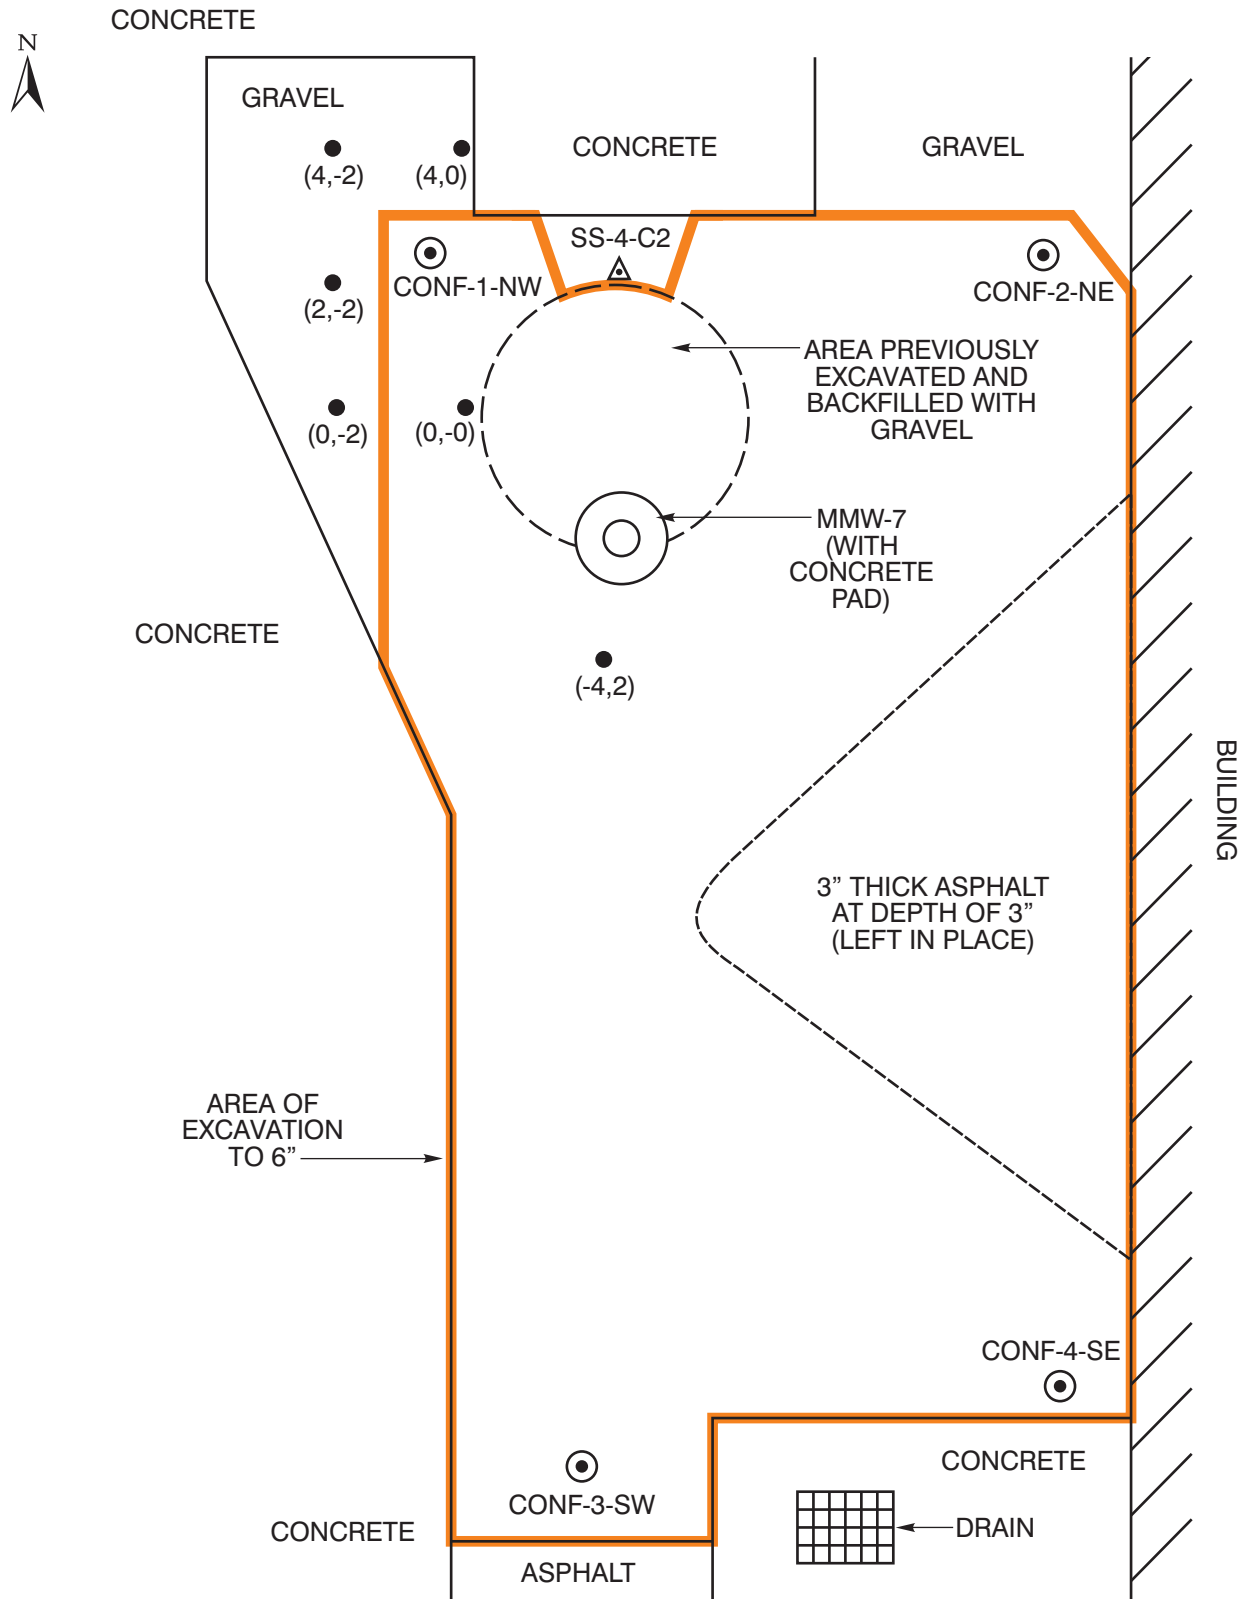 CONCRETE
N
GRAVEL
CONCRETE
GRAVEL
(4,-2)
(4,0)
SS-4-C2
CONF-1-NW
CONF-2-NE
(2,-2)
AREA PREVIOUSLY
EXCAVATED AND
BACKFILLED WITH
GRAVEL
(0,-2)
(0,-0)
MMW-7
(WITH
CONCRETE
PAD)
CONCRETE
(-4,2)
BUILDING
3” THICK ASPHALT
AT DEPTH OF 3”
(LEFT IN PLACE)
AREA OF
EXCAVATION
TO 6”
CONF-4-SE
CONCRETE
CONF-3-SW
CONCRETE
DRAIN
ASPHALT